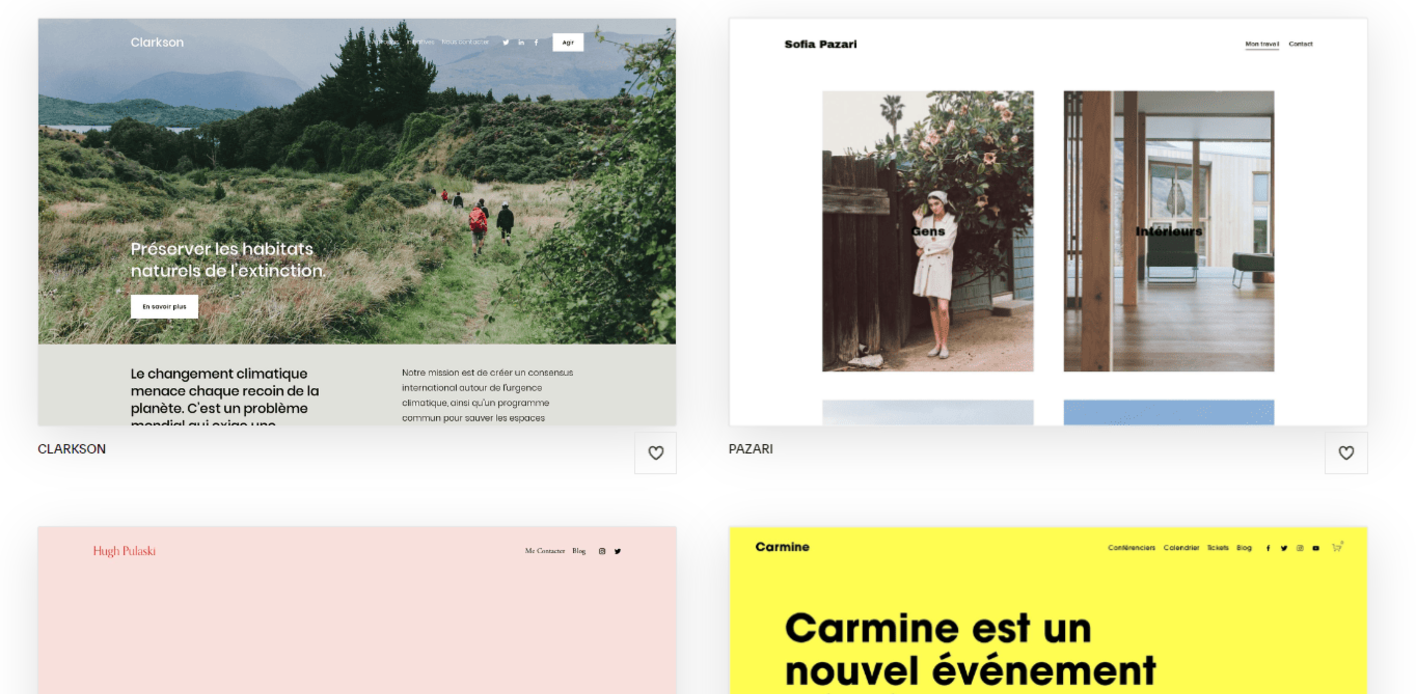 Clarkson
Nous contacter
Agir
Préserver les habitats
naturels de l'extinction.
En savoir plus
Le changement climatique
menace chaque recoin de la
planète. C'est un problème
mondial qui exige une
Notre mission est de créer un consensus
international autour de l'urgence
climatique, ainsi qu'un programme
commun pour sauver les espaces
CLARKSON
Sofia Pazari
Mon travail Contact
Gens
Intérieurs
PAZARI
Hugh Pulaski
Me Contacter Blog
Carmine
Conférenciers Calendrier Tickets Blog
Carmine est un
nouvel événement